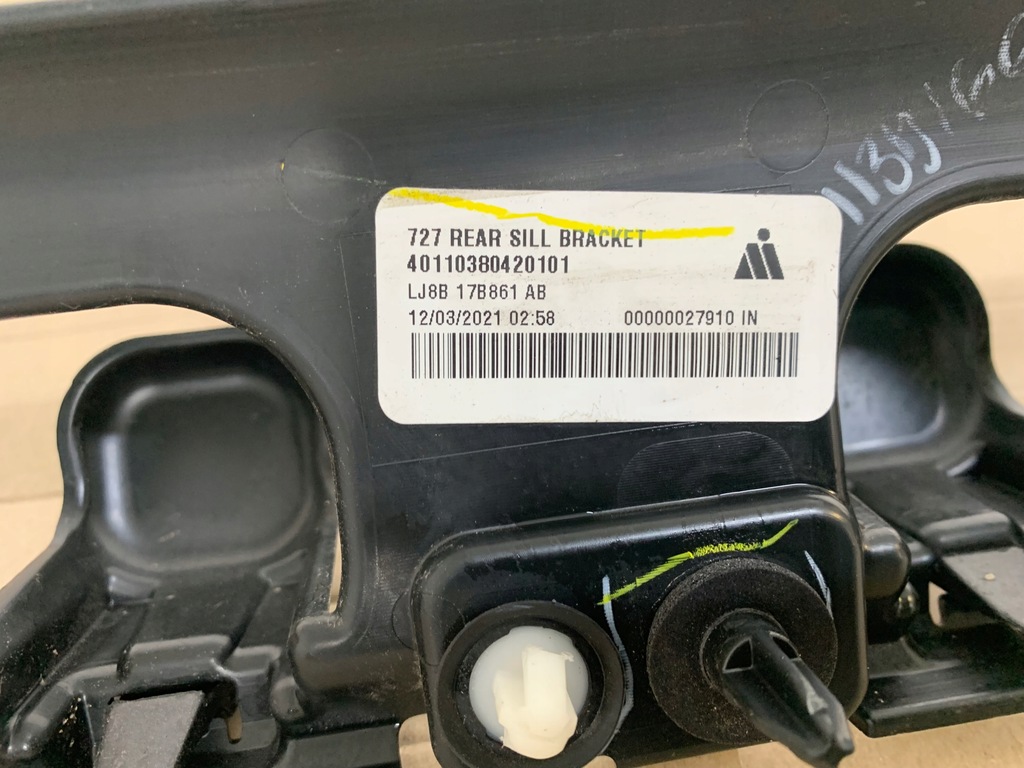 727 REAR SILL BRACKET
40110380420101
LJ8B 17B861 AB
12/03/2021 02:58 00000027910 IN